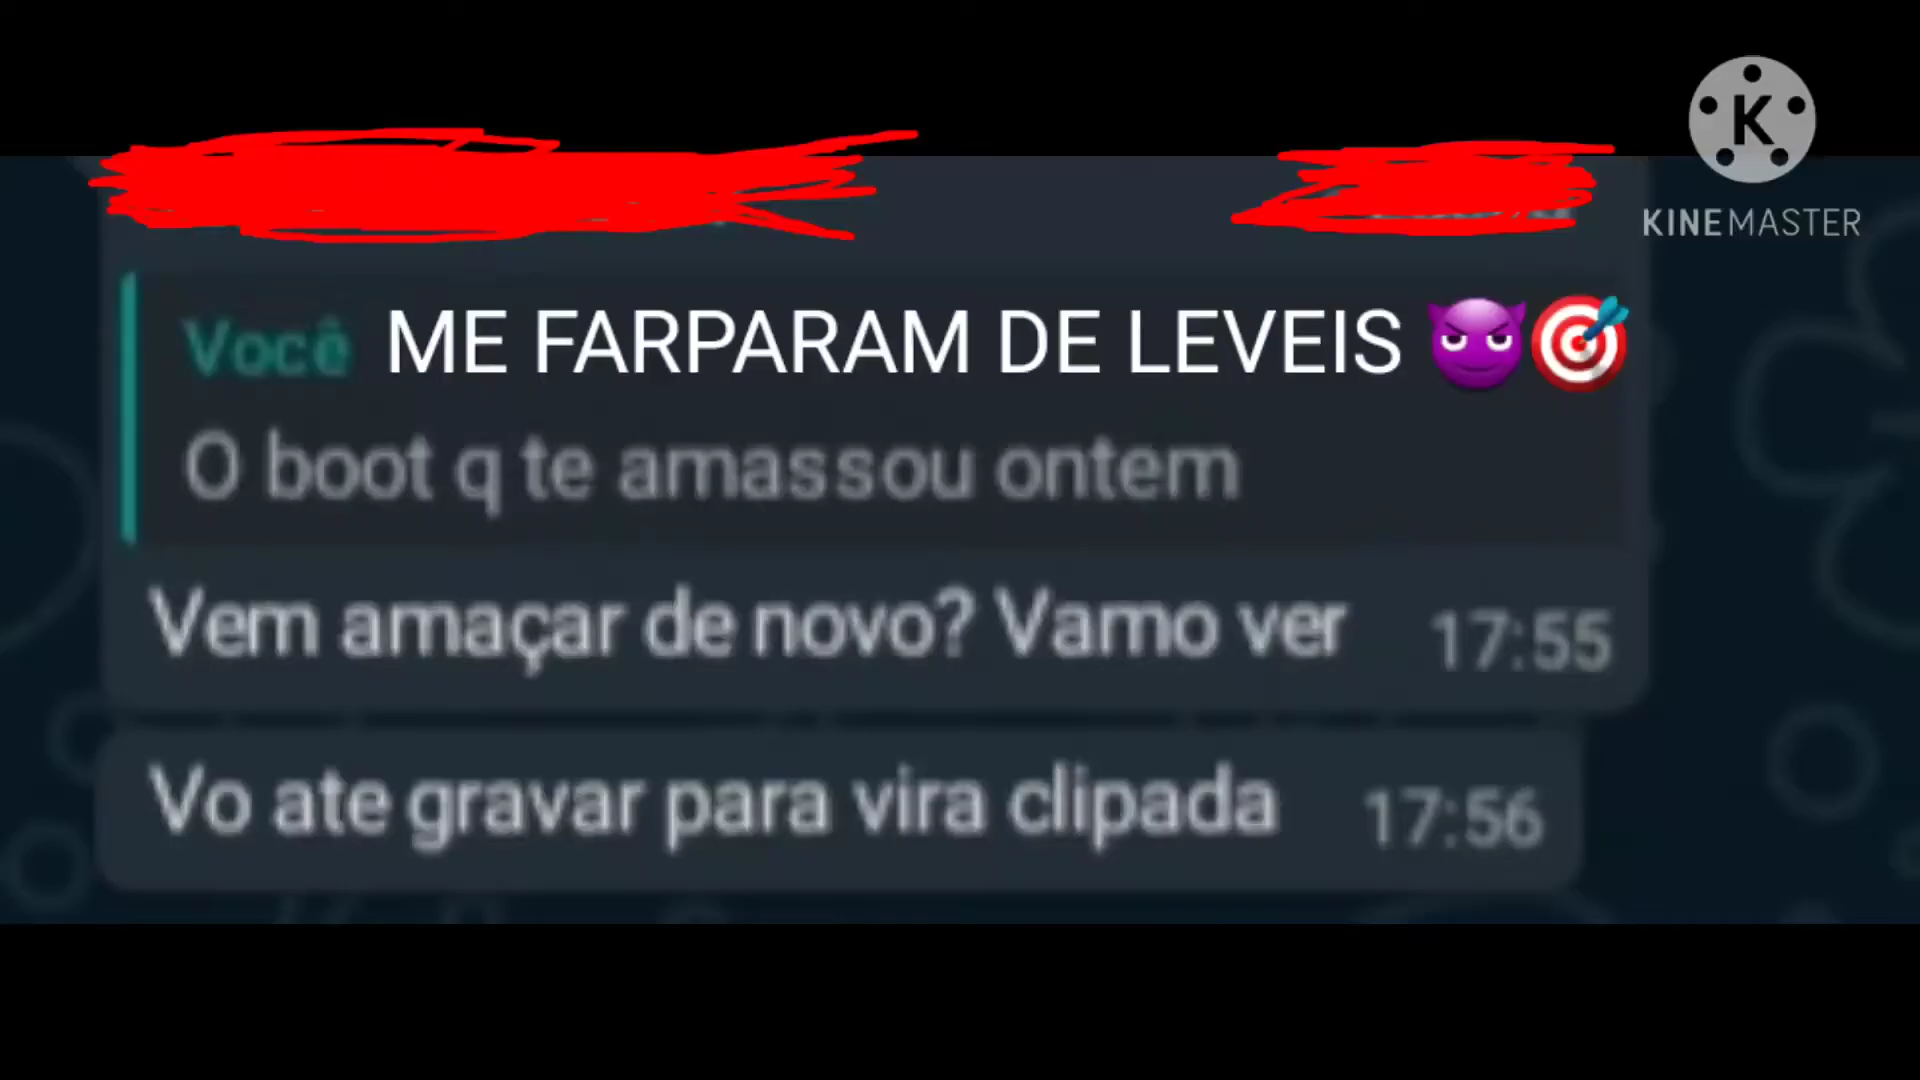 K
KINEMASTER
Você ME FARPARAM DE LEVEIS 😈🎯
O boot q te amassou ontem
Vem amaçar de novo? Vamo ver 17:55
Vo ate gravar para vira clipada 17:56